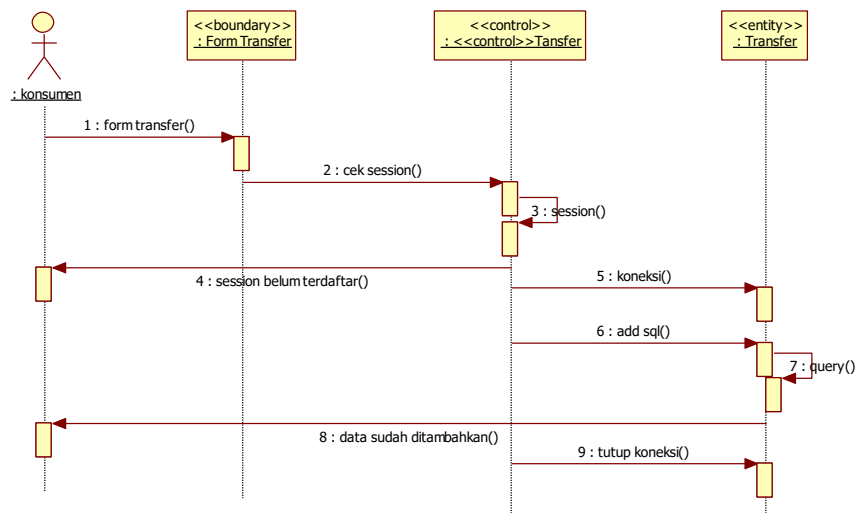 <<boundary>>
: Form Transfer
<<control>>
: <<control>>Tansfer
<<entity>>
: Transfer
: konsumen
1 : form transfer()
2 : cek session()
3 : session()
4 : session belum terdaftar()
5 : koneksi()
6 : add sql()
7 : query()
8 : data sudah ditambahkan()
9 : tutup koneksi()